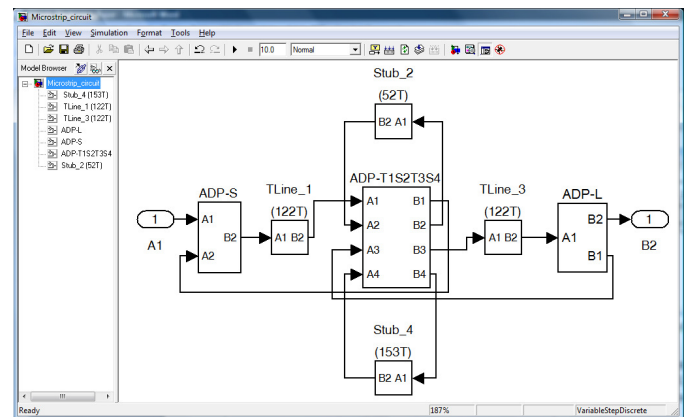 Microstrip_circuit
File Edit View Simulation Format Tools Help
10.0 Normal
Model Browser
Microstrip_circuit
Stub_4 (153T)
TLine_1 (122T)
TLine_3 (122T)
ADP-L
ADP-S
ADP-T1S2T3S4
Stub_2 (52T)
Stub_2
(52T)
B2 A1
ADP-S
TLine_1
(122T)
ADP-T1S2T3S4
TLine_3
(122T)
ADP-L
1
A1
A1
A2
B2
A1 B2
A1
A2
A3
A4
B1
B2
B3
B4
A1 B2
A1
B2
B1
1
B2
Stub_4
(153T)
B2 A1
Ready
187%
VariableStepDiscrete